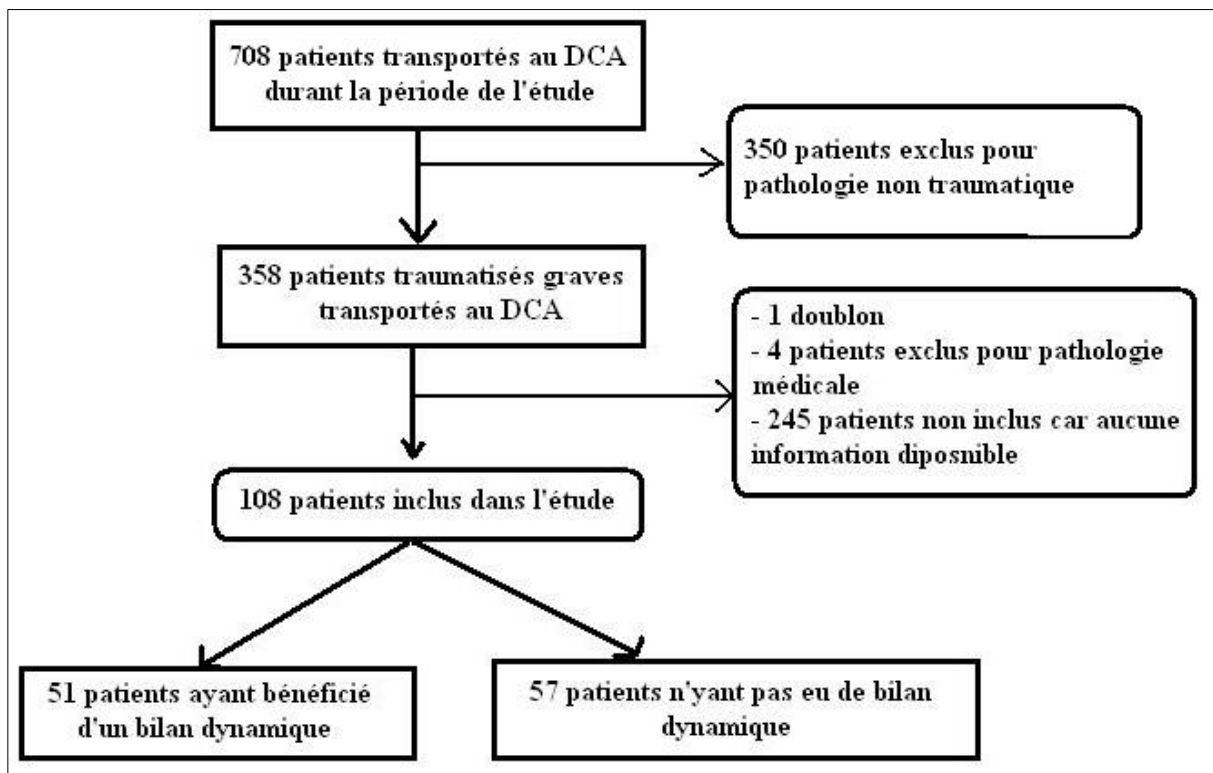 708 patients transportés au DCA
durant la période de l'étude
350 patients exclus pour
pathologie non traumatique
358 patients traumatisés graves
transportés au DCA
- 1 doublon
- 4 patients exclus pour pathologie
médicale
- 245 patients non inclus car aucune
information diposnible
108 patients inclus dans l'étude
51 patients ayant bénéficié
d'un bilan dynamique
57 patients n'yant pas eu de bilan
dynamique